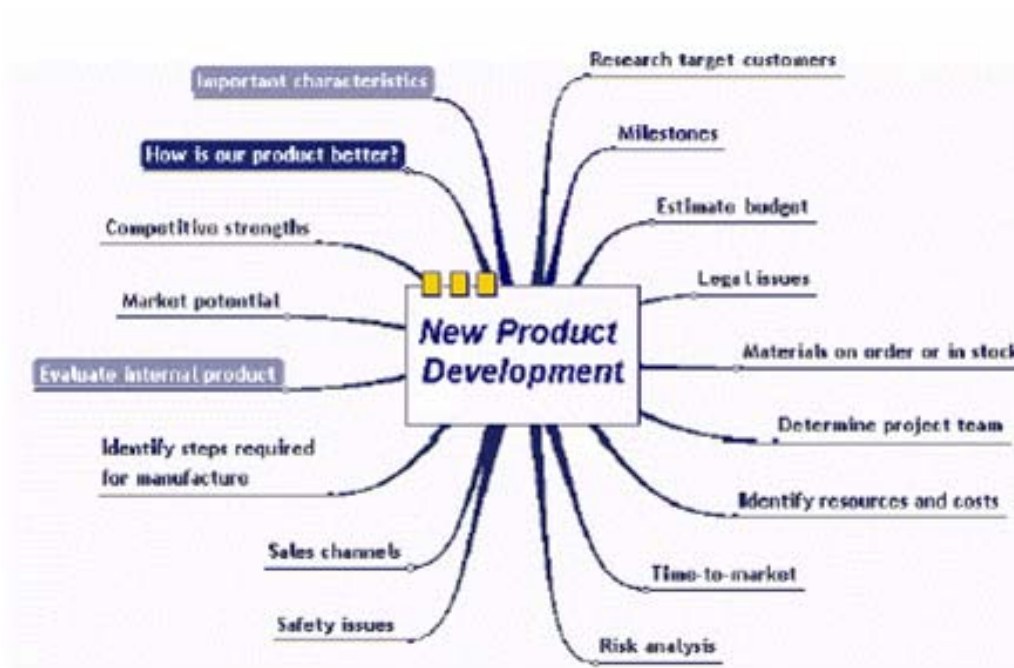 Important characteristics
How is our product better?
Competitive strengths
Market potential
Evaluate internal product
Identify steps required
for manufacture
Sales channels
Safety issues
New Product
Development
Research target customers
Milestones
Estimate budget
Legal issues
Materials on order or in stock
Determine project team
Identify resources and costs
Time-to-market
Risk analysis